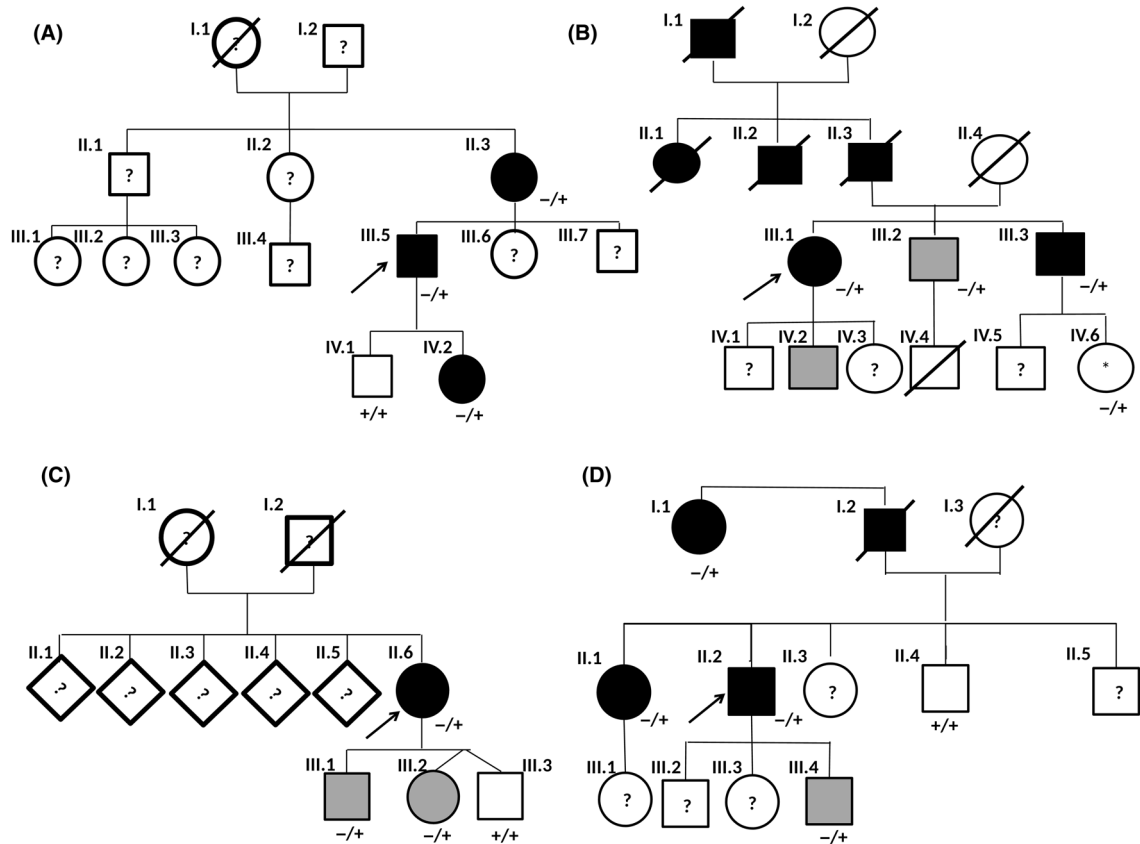 (A)
I.1 I.2
? ?
II.1 II.2 II.3
? ?
−/+
III.1 III.2 III.3 III.4 III.5 III.6 III.7
? ? ? ? ? ?
−/+
IV.1 IV.2
+/+ −/+
(B)
I.1 I.2
II.1 II.2 II.3 II.4
III.1 III.2 III.3
−/+ −/+ −/+
IV.1 IV.2 IV.3 IV.4 IV.5 IV.6
? ? ? *
−/+
(C)
I.1 I.2
? ?
II.1 II.2 II.3 II.4 II.5 II.6
? ? ? ? ?
−/+
III.1 III.2 III.3
−/+ −/+ +/+
(D)
I.1 I.2 I.3
?
−/+
II.1 II.2 II.3 II.4 II.5
? ?
−/+ −/+ +/+
III.1 III.2 III.3 III.4
? ? ?
−/+